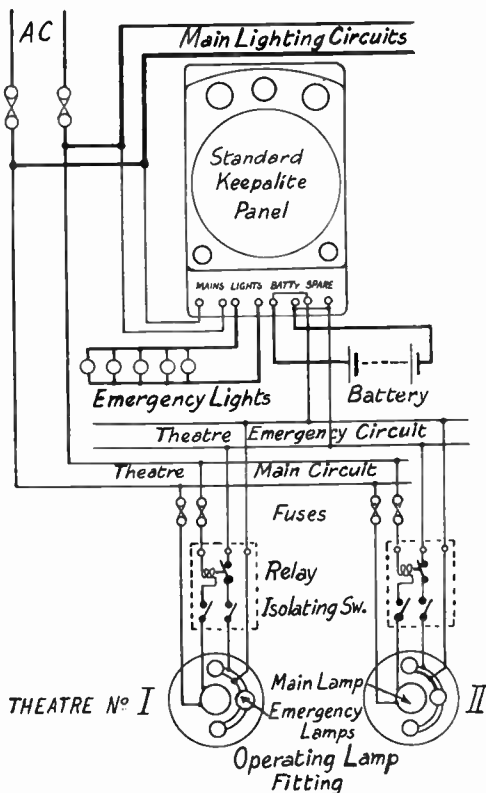 AC
Main Lighting Circuits
Standard
Keepalite
Panel
MAINS LIGHTS BATTY SPARE
Emergency Lights
Battery
Theatre Emergency Circuit
Theatre Main Circuit
Fuses
Relay
Isolating Sw.
THEATRE Nº I
Main Lamp
Emergency
Lamps
II
Operating Lamp
Fitting